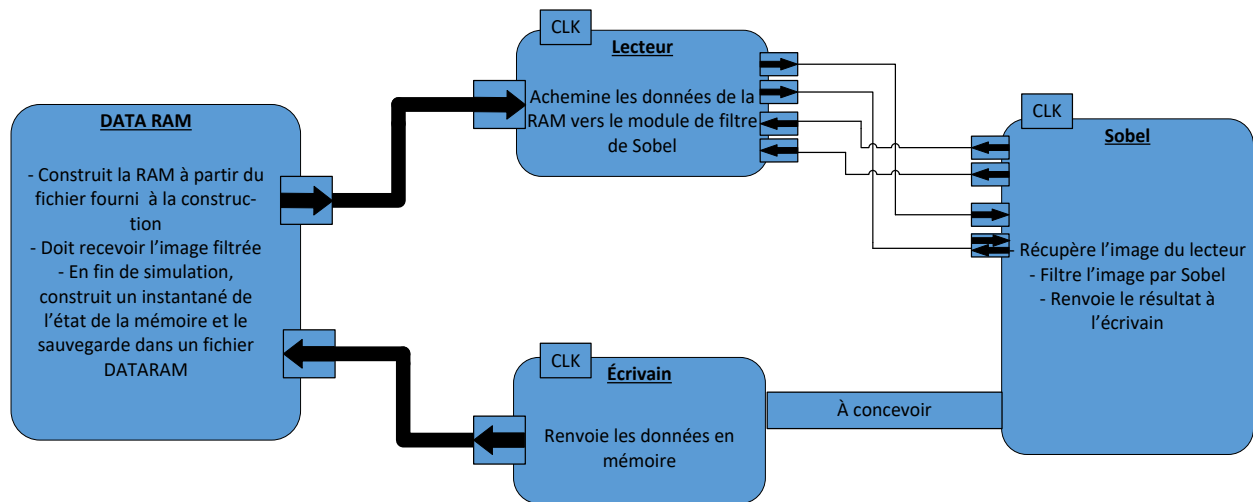 DATA RAM
- Construit la RAM à partir du
fichier fourni à la construc-
tion
- Doit recevoir l'image filtrée
- En fin de simulation,
construit un instantané de
l'état de la mémoire et le
sauvegarde dans un fichier
DATARAM
CLK
Lecteur
Achemine les données de la
RAM vers le module de filtre
de Sobel
CLK
Sobel
- Récupère l'image du lecteur
- Filtre l'image par Sobel
- Renvoie le résultat à
l'écrivain
CLK
Écrivain
Renvoie les données en
mémoire
À concevoir